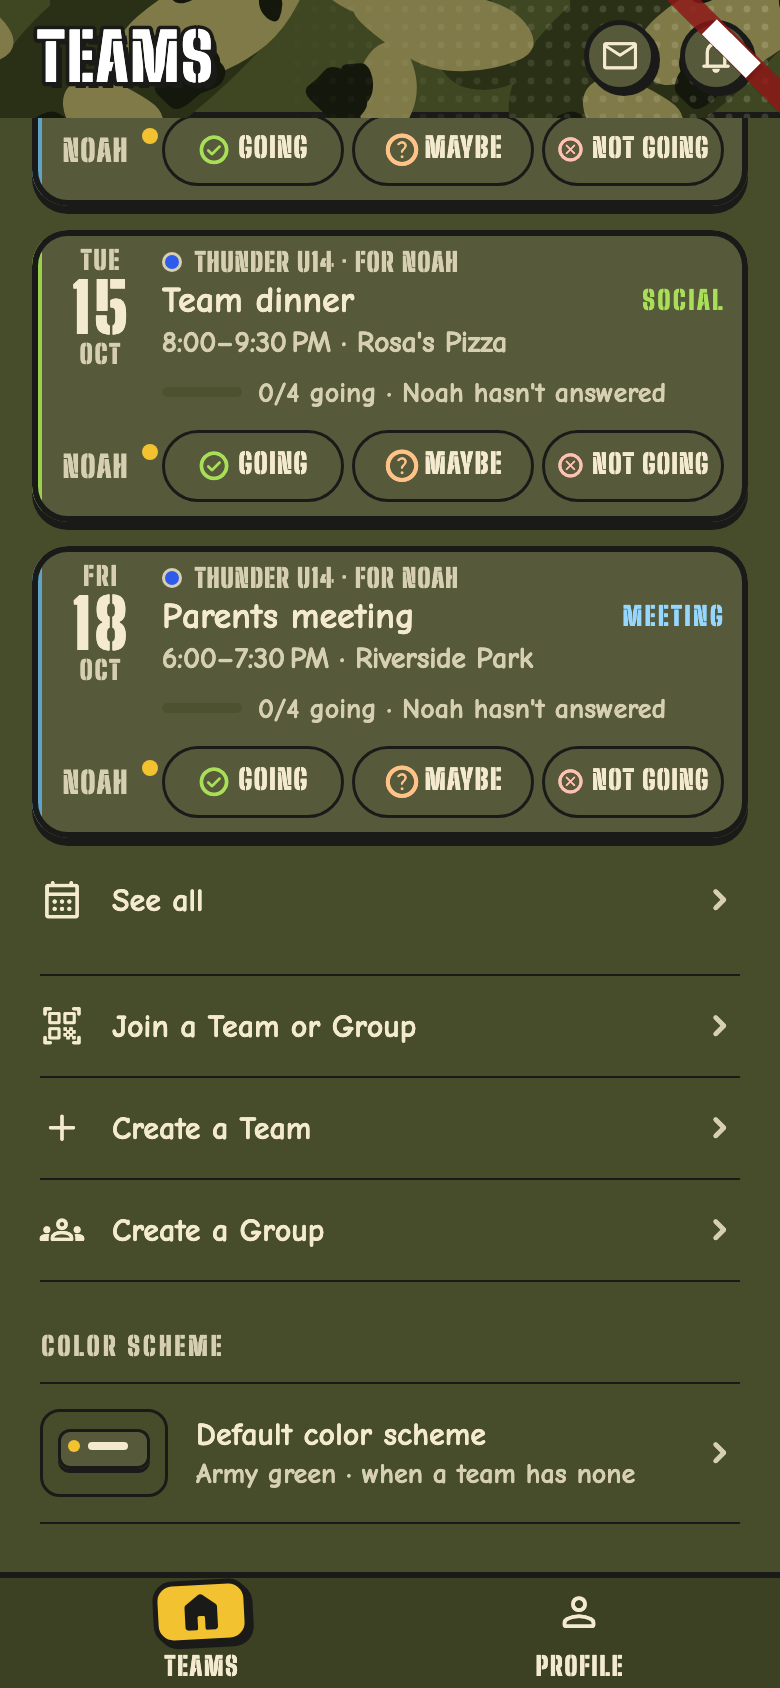 TEAMS
NOAH
GOING
MAYBE
NOT GOING
TUE
15
OCT
THUNDER U14 · FOR NOAH
Team dinner
SOCIAL
8:00–9:30 PM · Rosa's Pizza
0/4 going · Noah hasn't answered
NOAH
GOING
MAYBE
NOT GOING
FRI
18
OCT
THUNDER U14 · FOR NOAH
Parents meeting
MEETING
6:00–7:30 PM · Riverside Park
0/4 going · Noah hasn't answered
NOAH
GOING
MAYBE
NOT GOING
See all
Join a Team or Group
Create a Team
Create a Group
COLOR SCHEME
Default color scheme
Army green · when a team has none
TEAMS
PROFILE